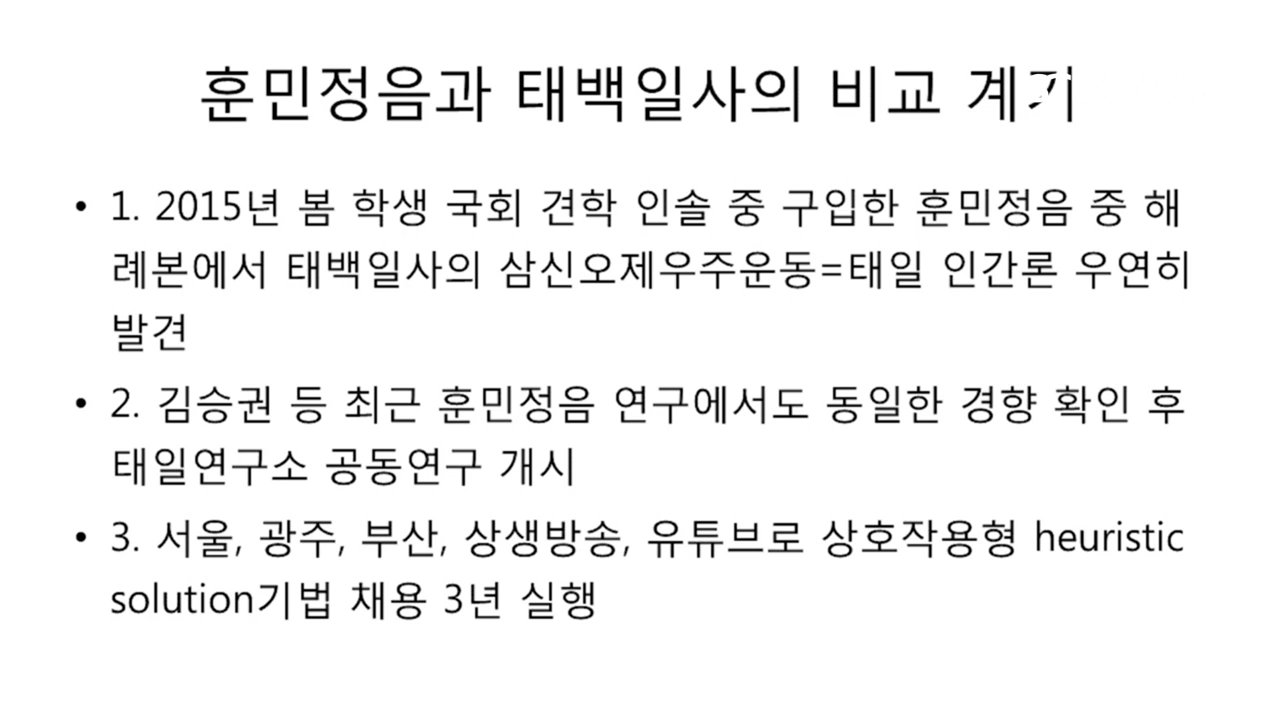 훈민정음과 태백일사의 비교 계기
• 1. 2015년 봄 학생 국회 견학 인솔 중 구입한 훈민정음 중 해
례본에서 태백일사의 삼신오제우주운동=태일 인간론 우연히
발견
• 2. 김승권 등 최근 훈민정음 연구에서도 동일한 경향 확인 후
태일연구소 공동연구 개시
• 3. 서울, 광주, 부산, 상생방송, 유튜브로 상호작용형 heuristic
solution기법 채용 3년 실행